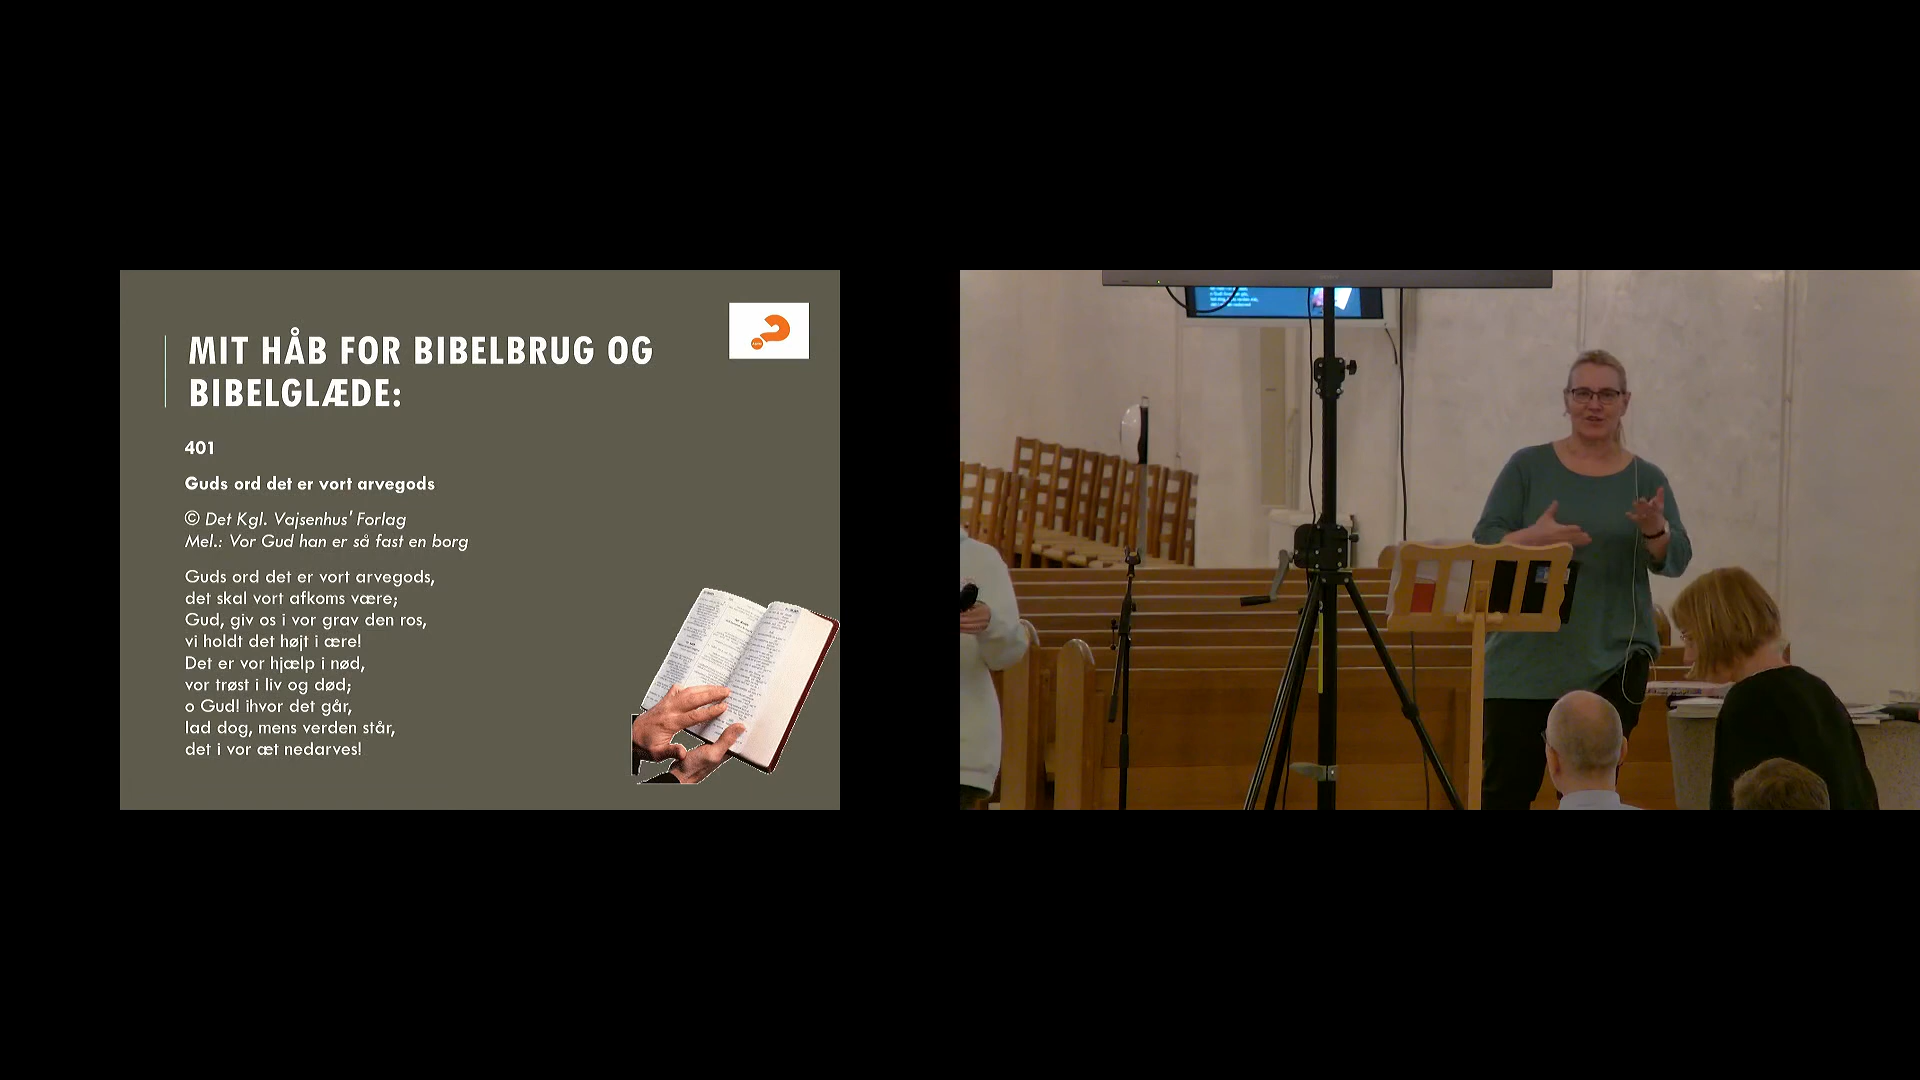 MIT HÅB FOR BIBELBRUG OG
BIBELGLÆDE:
401
Guds ord det er vort arvegods
© Det Kgl. Vajsenhus' Forlag
Mel.: Vor Gud han er så fast en borg
Guds ord det er vort arvegods,
det skal vort afkoms være;
Gud, giv os i vor grav den ros,
vi holdt det højt i ære!
Det er vor hjælp i nød,
vor trøst i liv og død;
o Gud! ihvor det går,
lad dog, mens verden står,
det i vor æt nedarves!